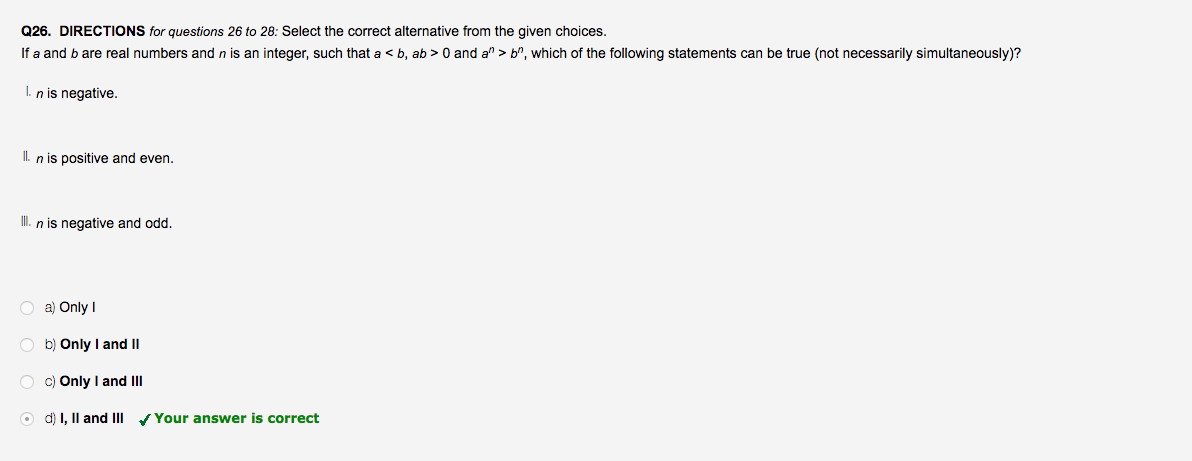 Q26. DIRECTIONS for questions 26 to 28: Select the correct alternative from the given choices.
If a and b are real numbers and n is an integer, such that a < b, ab > 0 and aⁿ > bⁿ, which of the following statements can be true (not necessarily simultaneously)?
I. n is negative.
II. n is positive and even.
III. n is negative and odd.
a) Only I
b) Only I and II
c) Only I and III
d) I, II and III ✓ Your answer is correct